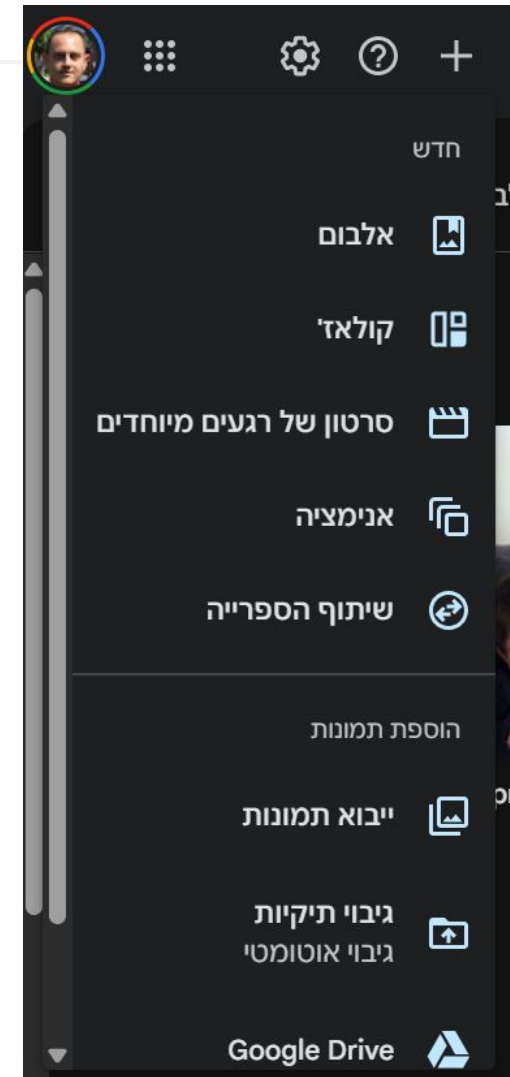 חדש
אלבום
קולאז'
סרטון של רגעים מיוחדים
אנימציה
שיתוף הספרייה
הוספת תמונות
ייבוא תמונות
גיבוי תיקיות
גיבוי אוטומטי
Google Drive